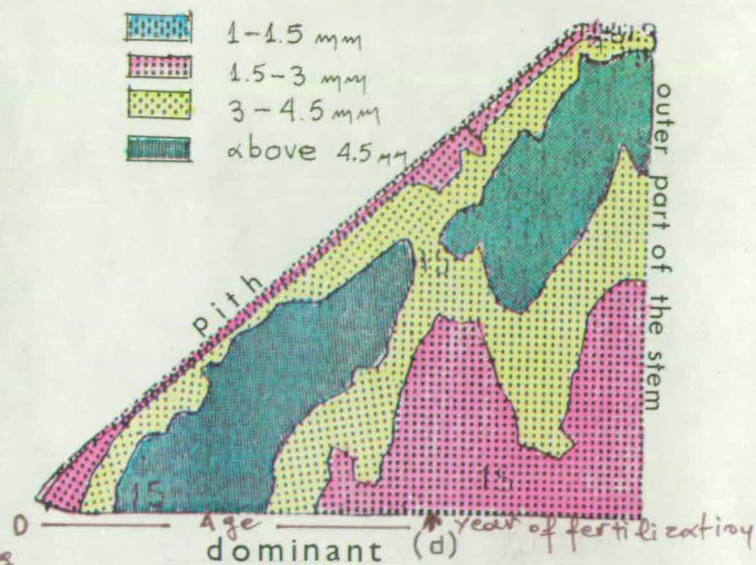 1-1.5 mm
1.5-3 mm
3-4.5 mm
above 4.5 mm
pith
outer part of the stem
15
15
0 Age year of fertilization
dominant (d)